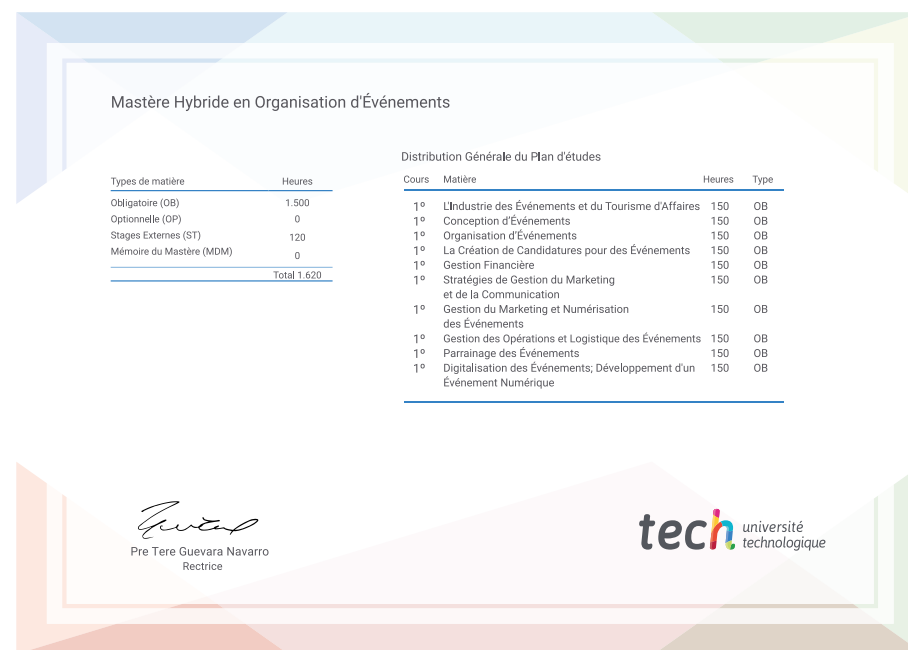 Mastère Hybride en Organisation d'Événements
Types de matière Heures
Obligatoire (OB) 1.500
Optionnelle (OP) 0
Stages Externes (ST) 120
Mémoire du Mastère (MDM) 0
Total 1.620
Distribution Générale du Plan d'études
Cours Matière Heures Type
1º L'Industrie des Événements et du Tourisme d'Affaires 150 OB
1º Conception d'Événements 150 OB
1º Organisation d'Événements 150 OB
1º La Création de Candidatures pour des Événements 150 OB
1º Gestion Financière 150 OB
1º Stratégies de Gestion du Marketing 150 OB
et de la Communication
1º Gestion du Marketing et Numérisation 150 OB
des Événements
1º Gestion des Opérations et Logistique des Événements 150 OB
1º Parrainage des Événements 150 OB
1º Digitalisation des Événements; Développement d'un 150 OB
Événement Numérique
Pre Tere Guevara Navarro
Rectrice
tech université
technologique